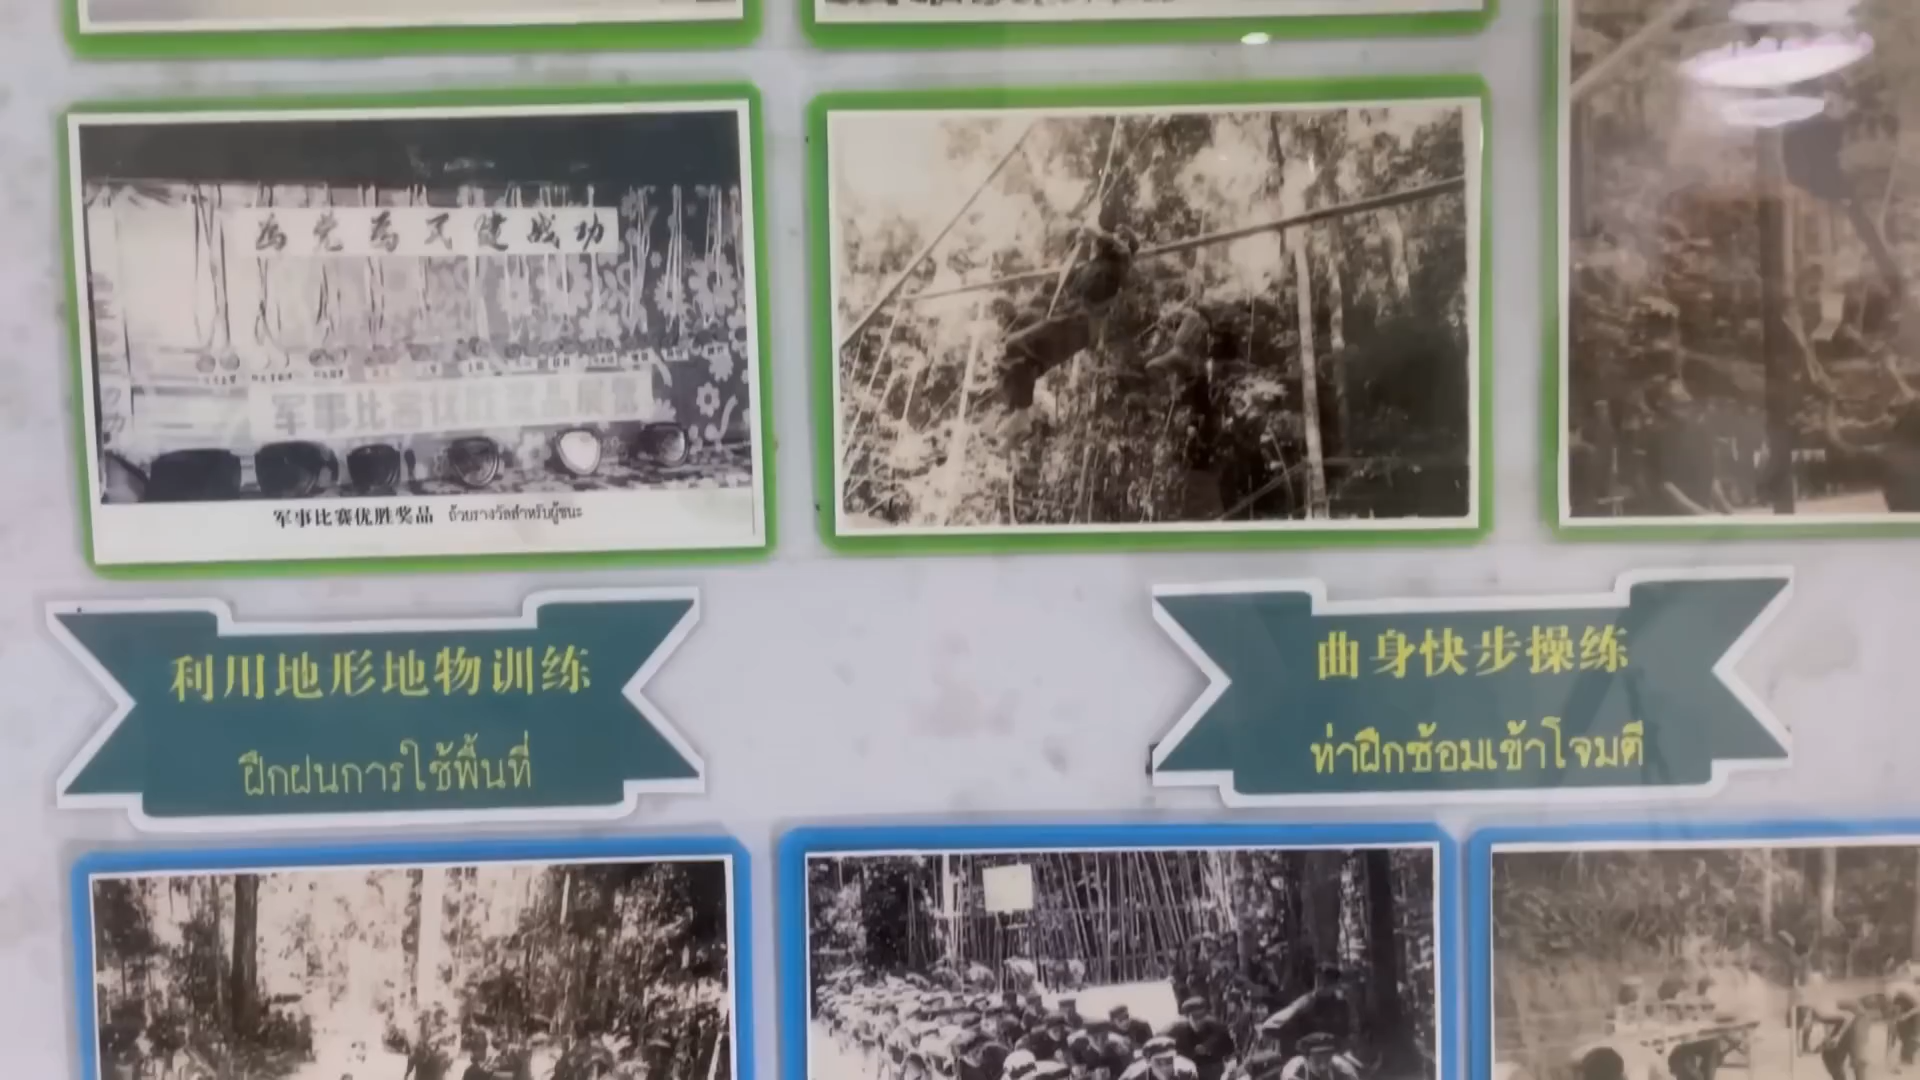 为党为民建战功
军事比赛优胜奖品展览
军事比赛优胜奖品 ถ้วยรางวัลสำหรับผู้ชนะ
利用地形地物训练
ฝึกฝนการใช้พื้นที่
曲身快步操练
ท่าฝึกซ้อมเข้าโจมตี